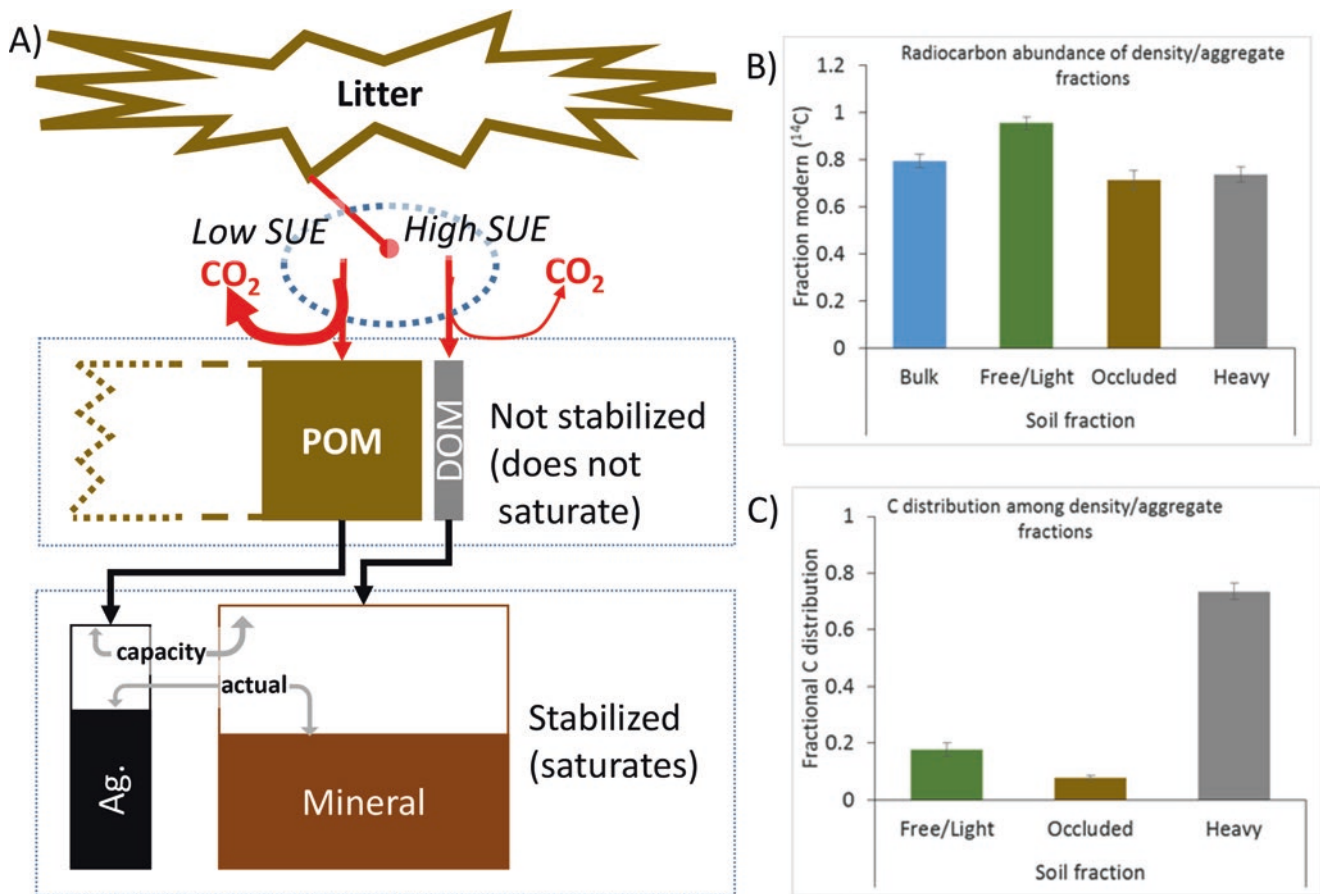 A)
Litter
Low SUE
High SUE
CO2
CO2
POM
DOM
Not stabilized
(does not
saturate)
capacity
actual
Ag.
Mineral
Stabilized
(saturates)
B)
Radiocarbon abundance of density/aggregate
fractions
Fraction modern (14C)
1.2
1
0.8
0.6
0.4
0.2
0
Bulk
Free/Light
Occluded
Heavy
Soil fraction
C)
C distribution among density/aggregate
fractions
Fractional C distribution
1
0.8
0.6
0.4
0.2
0
Free/Light
Occluded
Heavy
Soil fraction